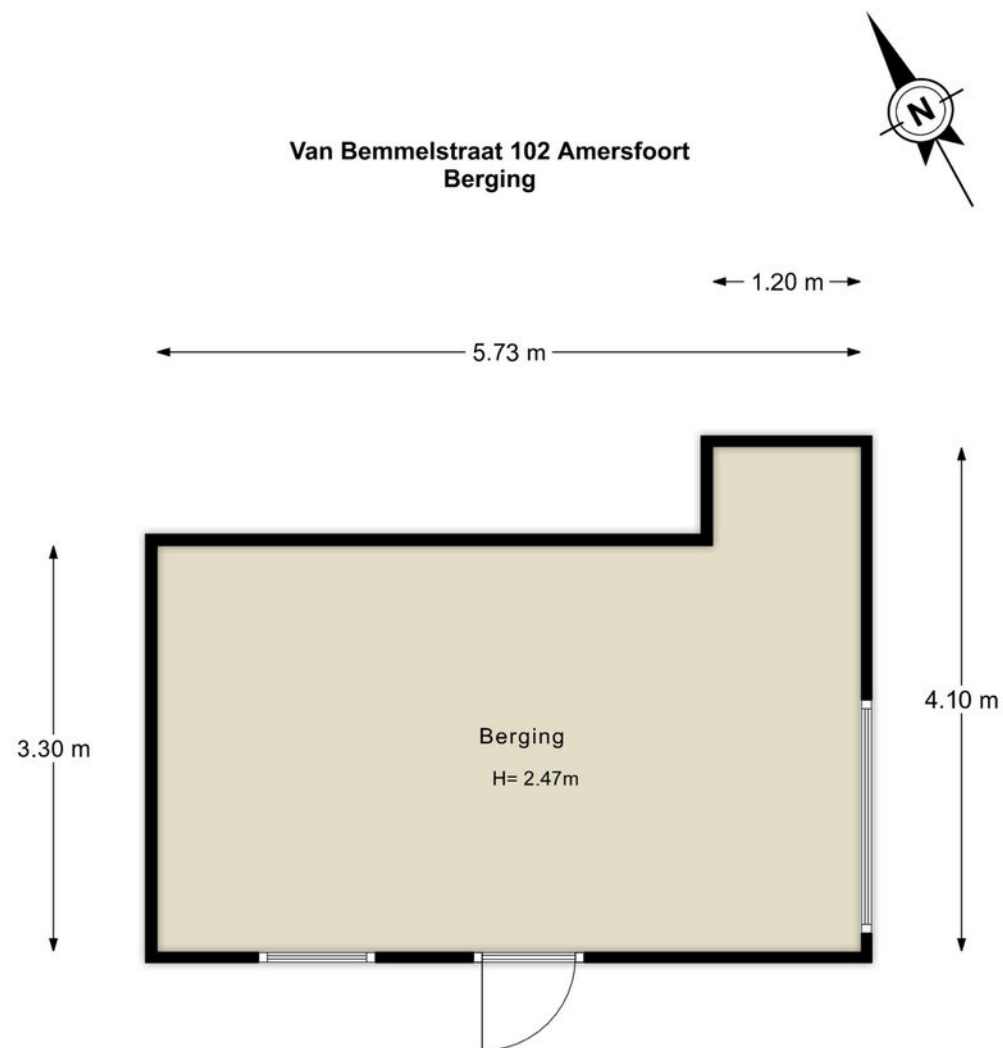 N
Van Bemmelstraat 102 Amersfoort
Berging
1.20 m
5.73 m
4.10 m
3.30 m
Berging
H= 2.47m